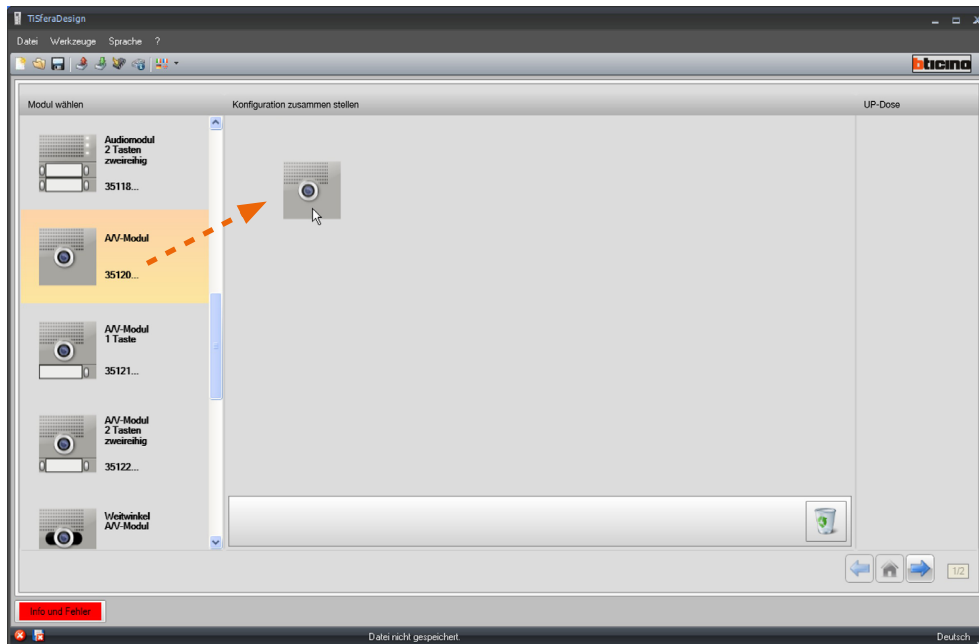 TiSferaDesign
Datei Werkzeuge Sprache ?
bticino
Modul wählen
Konfiguration zusammen stellen
UP-Dose
Audiomodul
2 Tasten
zweireihig
35118...
A/V-Modul
35120...
A/V-Modul
1 Taste
35121...
A/V-Modul
2 Tasten
zweireihig
35122...
Weitwinkel
A/V-Modul
1/2
Info und Fehler
Datei nicht gespeichert.
Deutsch